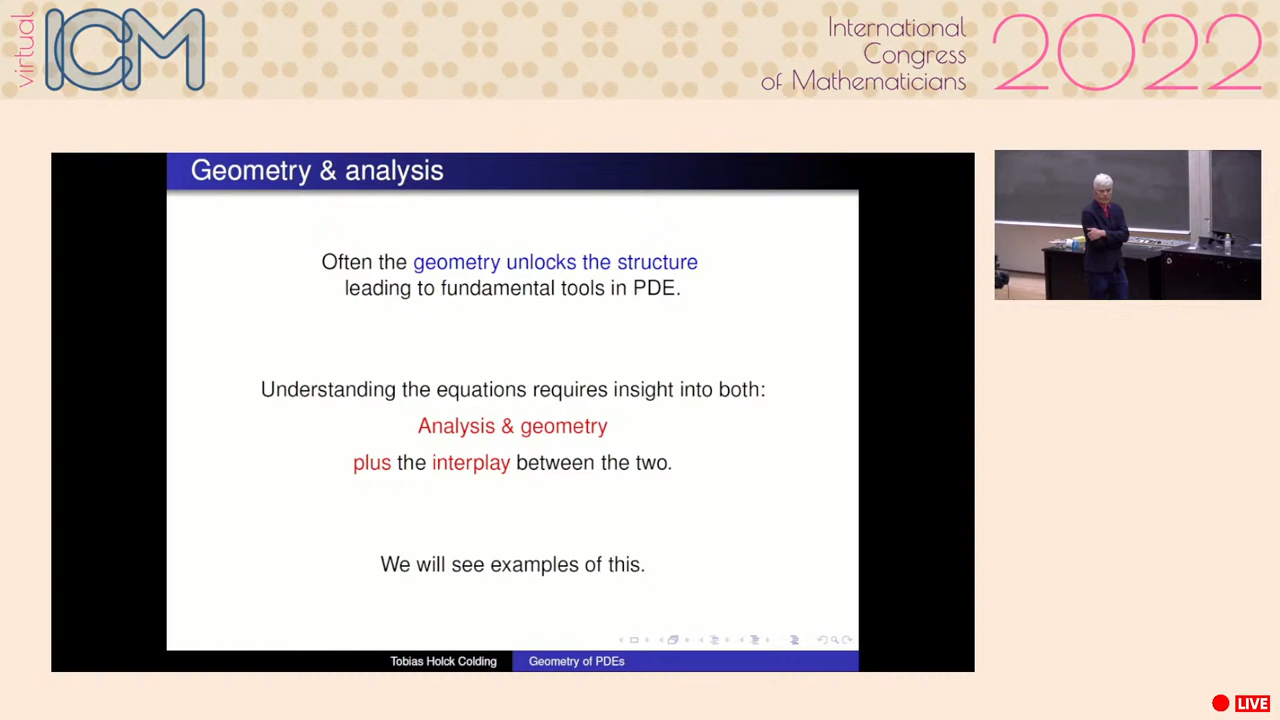 virtual
ICM
International
Congress
of Mathematicians
2022
Geometry & analysis
Often the geometry unlocks the structure
leading to fundamental tools in PDE.
Understanding the equations requires insight into both:
Analysis & geometry
plus the interplay between the two.
We will see examples of this.
Tobias Holck Colding
Geometry of PDEs
LIVE